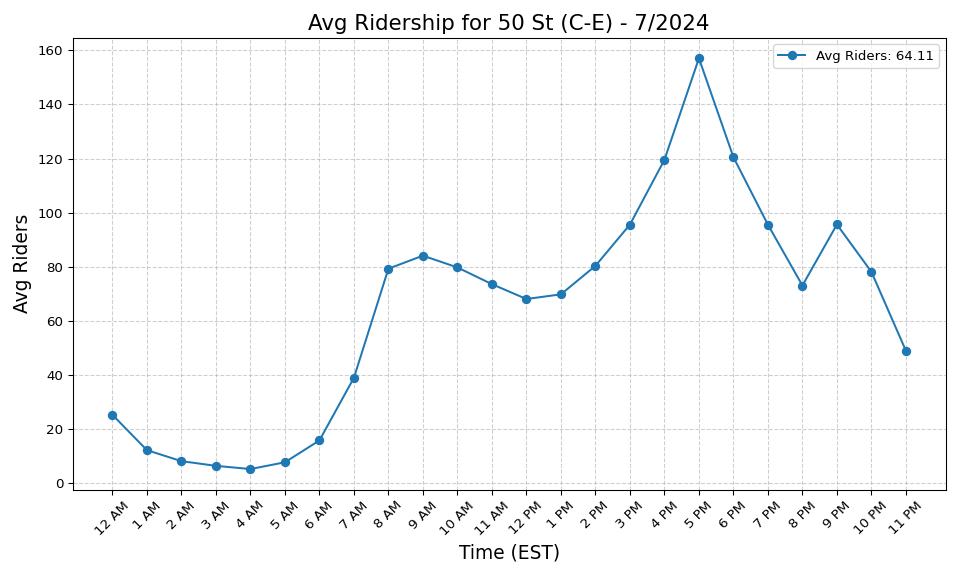 Avg Ridership for 50 St (C-E) - 7/2024
Avg Riders: 64.11
Avg Riders
160
140
120
100
80
60
40
20
0
12 AM
1 AM
2 AM
3 AM
4 AM
5 AM
6 AM
7 AM
8 AM
9 AM
10 AM
11 AM
12 PM
1 PM
2 PM
3 PM
4 PM
5 PM
6 PM
7 PM
8 PM
9 PM
10 PM
11 PM
Time (EST)